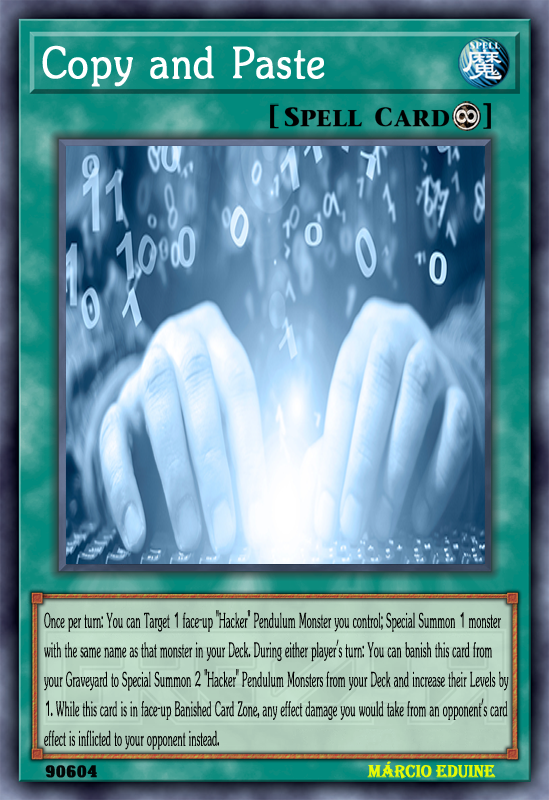 Copy and Paste
SPELL
魔
[ SPELL CARD ]
Once per turn: You can Target 1 face-up "Hacker" Pendulum Monster you control; Special Summon 1 monster
with the same name as that monster in your Deck. During either player's turn: You can banish this card from
your Graveyard to Special Summon 2 "Hacker" Pendulum Monsters from your Deck and increase their Levels by
1. While this card is in face-up Banished Card Zone, any effect damage you would take from an opponent's card
effect is inflicted to your opponent instead.
90604 MÁRCIO EDUINE